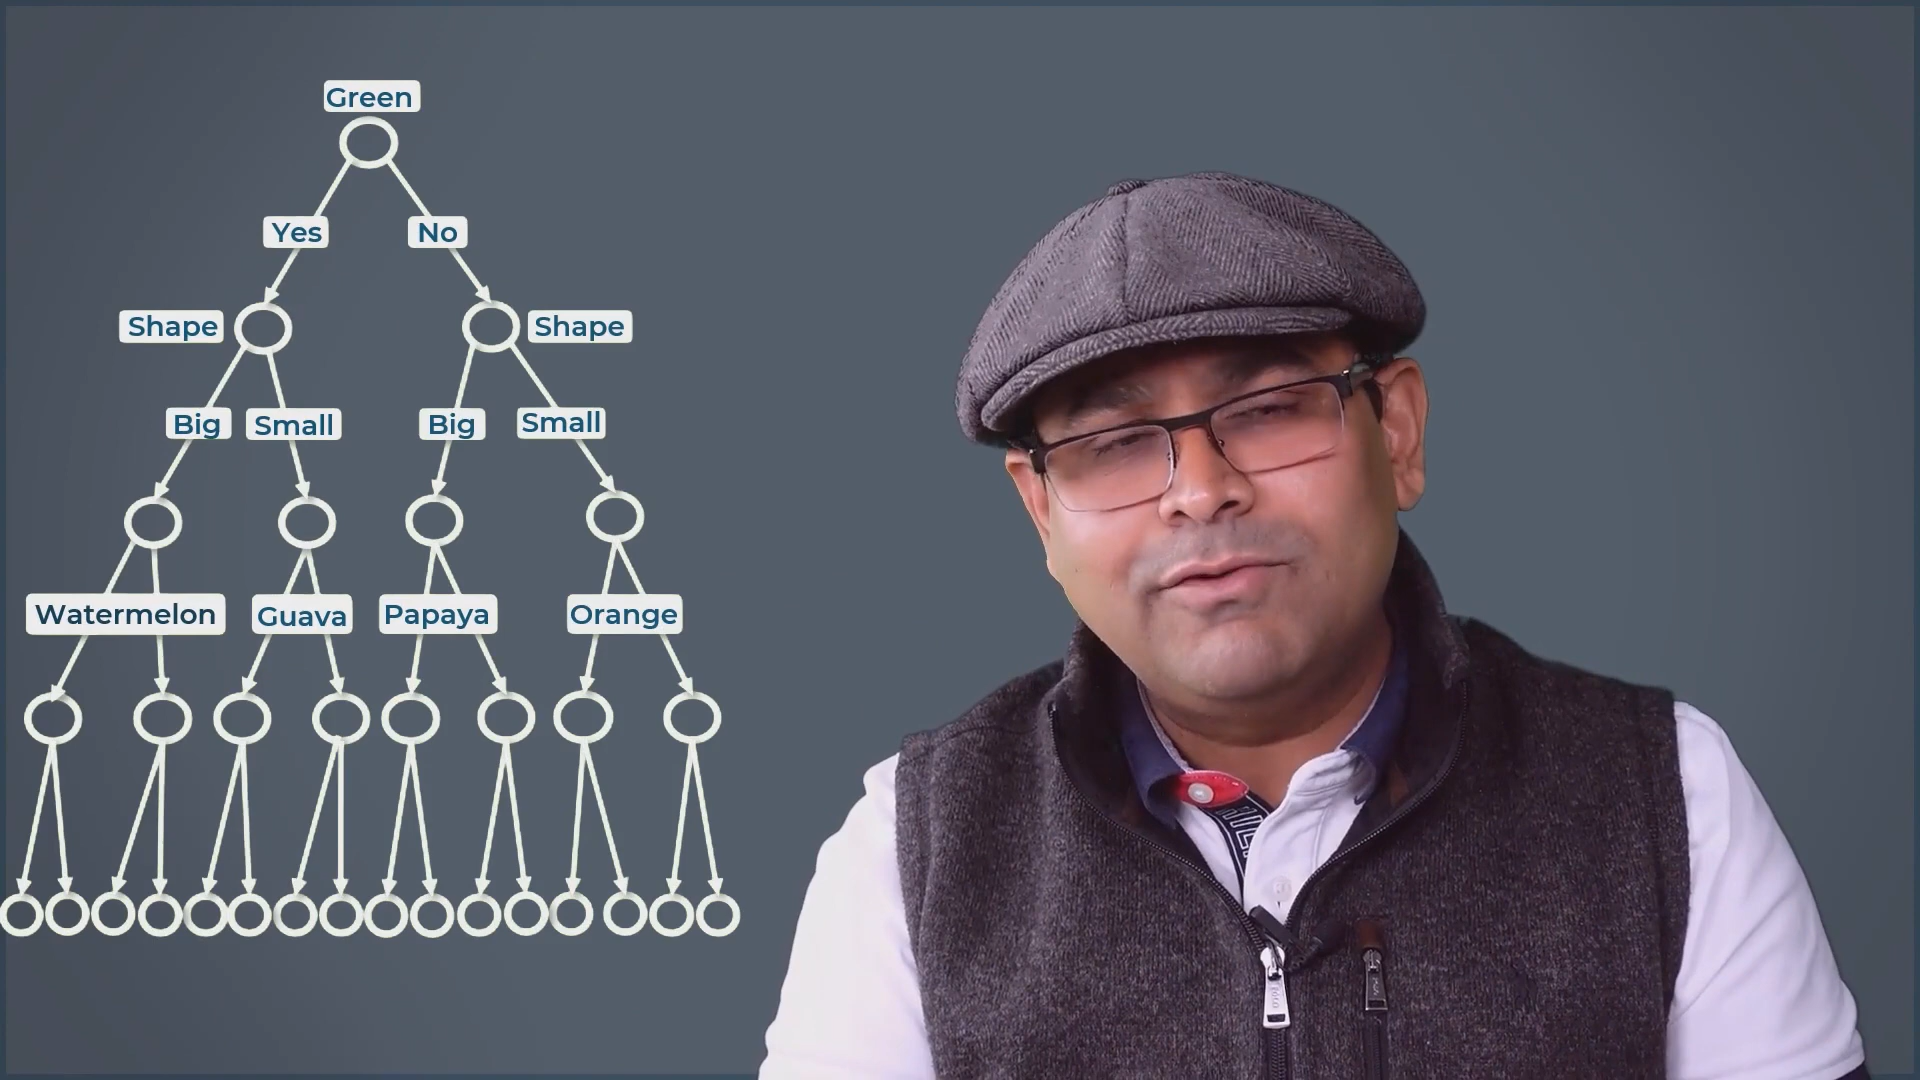 Green
Yes No
Shape Shape
Big Small Big Small
Watermelon Guava Papaya Orange